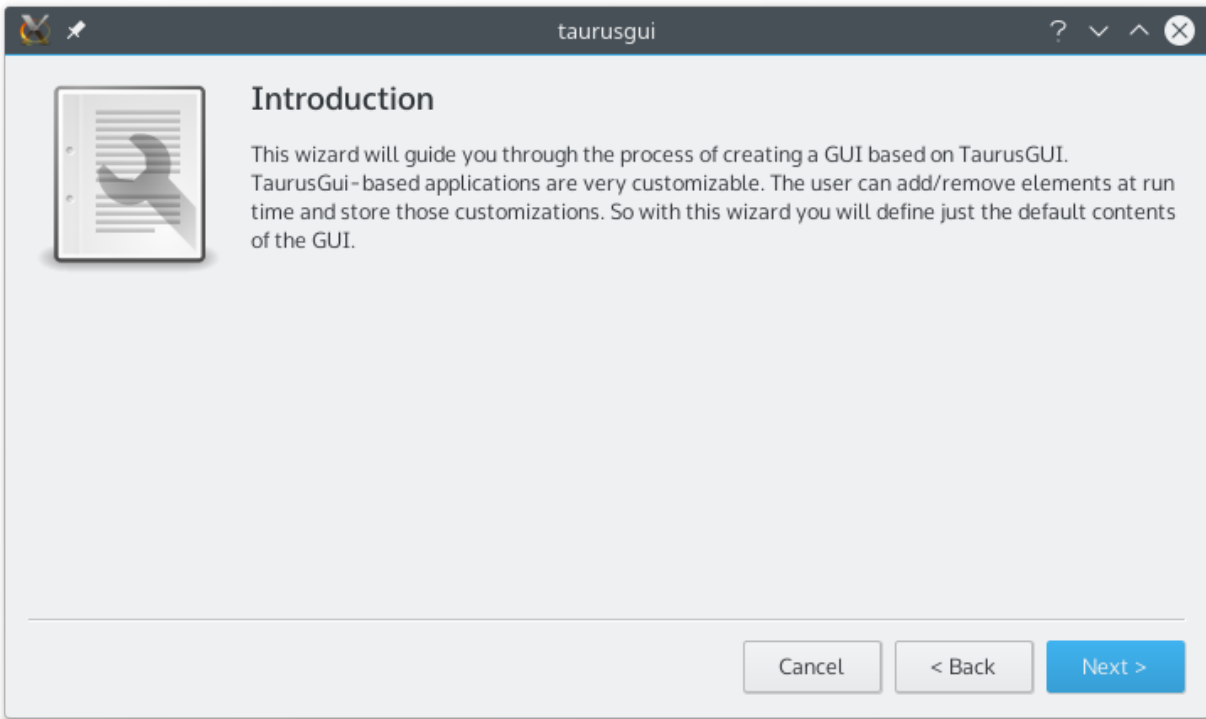 taurusgui
Introduction
This wizard will guide you through the process of creating a GUI based on TaurusGUI.
TaurusGui-based applications are very customizable. The user can add/remove elements at run
time and store those customizations. So with this wizard you will define just the default contents
of the GUI.
Cancel
< Back
Next >